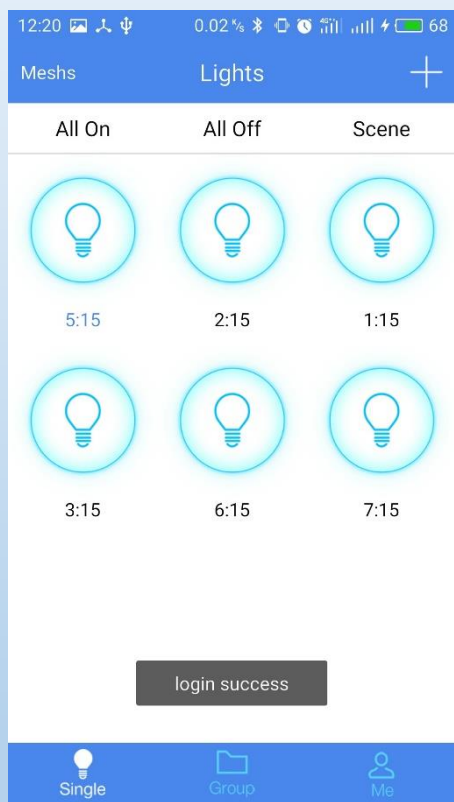 12:20 0.02 K/s 4G 68
Meshs Lights
All On All Off Scene
5:15 2:15 1:15
3:15 6:15 7:15
login success
Single Group Me